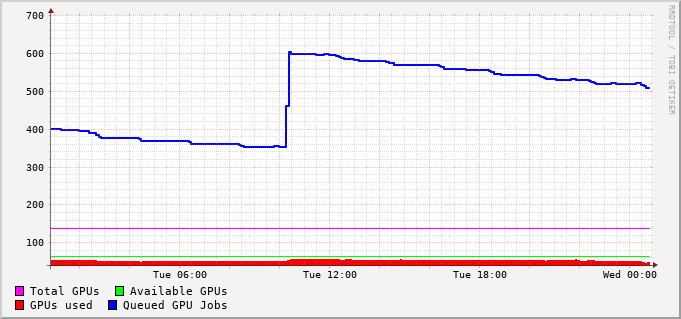 700
600
500
400
300
200
100
Tue 06:00 Tue 12:00 Tue 18:00 Wed 00:00
Total GPUs Available GPUs
GPUs used Queued GPU Jobs
RRDTOOL / TOBI OETIKER